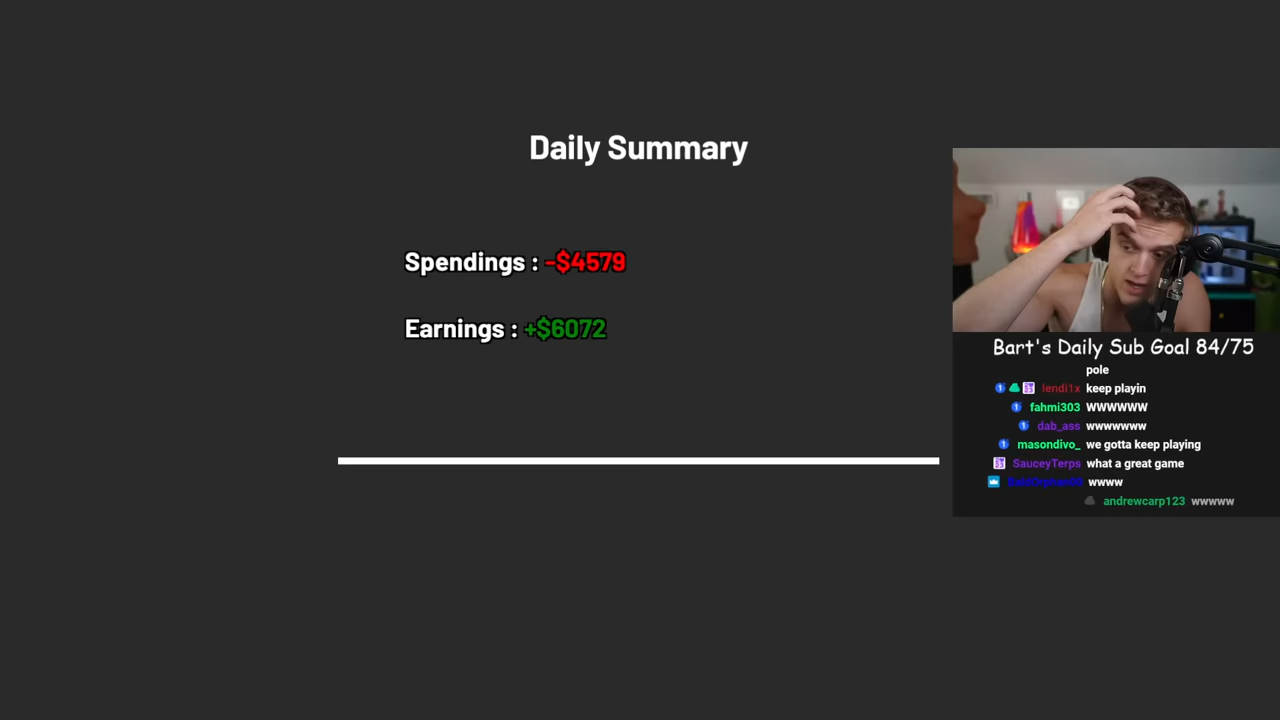 Daily Summary
Spendings : -$4579
Earnings : +$6072
Bart's Daily Sub Goal 84/75
pole
lendi1x keep playin
fahmi303 WWWWWW
dab_ass wwwwwww
masondivo_ we gotta keep playing
SauceyTerps what a great game
wwww
andrewcarp123 wwwww